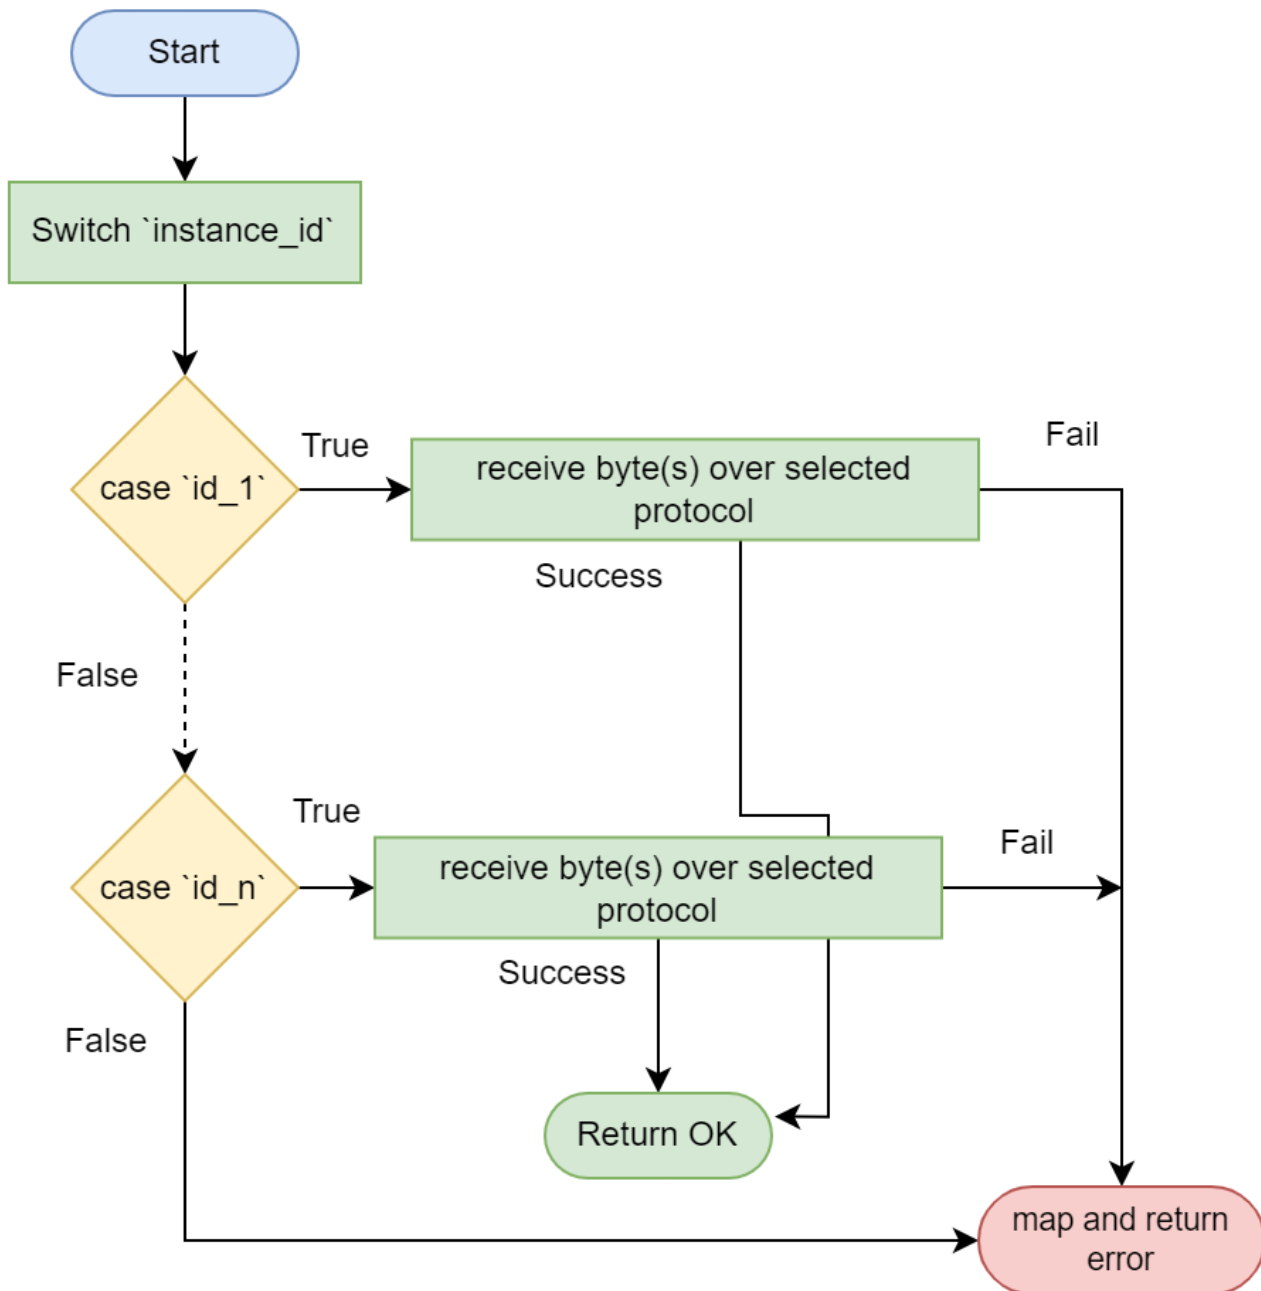 Start
Switch `instance_id`
case `id_1`
True
receive byte(s) over selected
protocol
Fail
Success
False
case `id_n`
True
receive byte(s) over selected
protocol
Fail
Success
False
Return OK
map and return
error